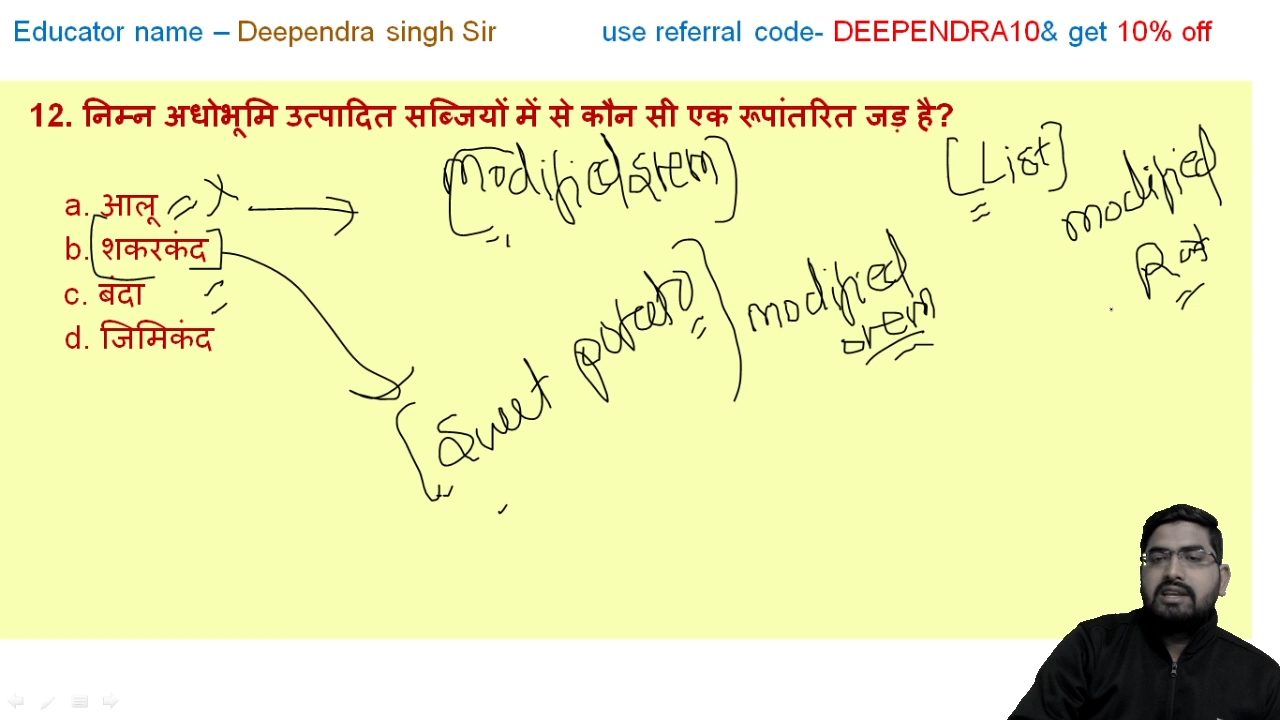 Educator name – Deependra singh Sir use referral code- DEEPENDRA10& get 10% off
12. निम्न अधोभूमि उत्पादित सब्जियों में से कौन सी एक रूपांतरित जड़ है?
a. आलू = X
b. शकरकंद
c. बंदा
d. जिमिकंद
[modified stem]
[List]
modified
Root
[Sweet potato]
modified
stem